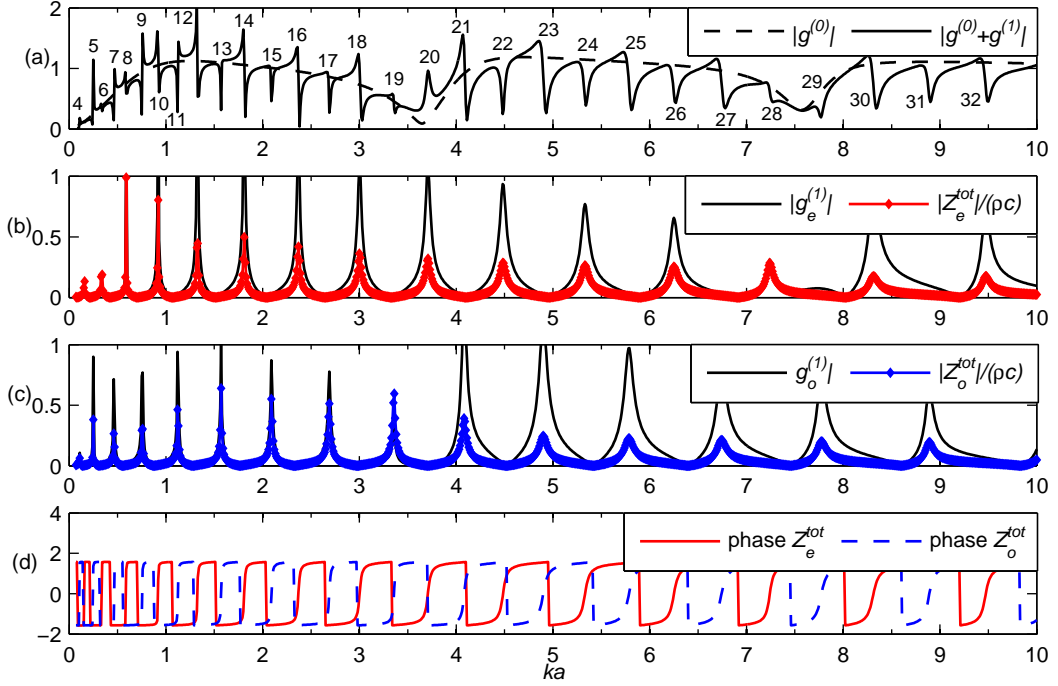 2
1
0
(a)
4 5 6 7 8 9 10 11 12 13 14 15 16 17 18 19 20 21 22 23 24 25 26 27 28 29 30 31 32
|g^(0)| |g^(0)+g^(1)|
0 1 2 3 4 5 6 7 8 9 10
1
0.5
0
(b)
|g_e^(1)| |Z_e^tot|/(ρc)
0 1 2 3 4 5 6 7 8 9 10
1
0.5
0
(c)
g_o^(1)| |Z_o^tot|/(ρc)
0 1 2 3 4 5 6 7 8 9 10
4
2
0
−2
(d)
phase Z_e^tot phase Z_o^tot
0 1 2 3 4 5 6 7 8 9 10
ka